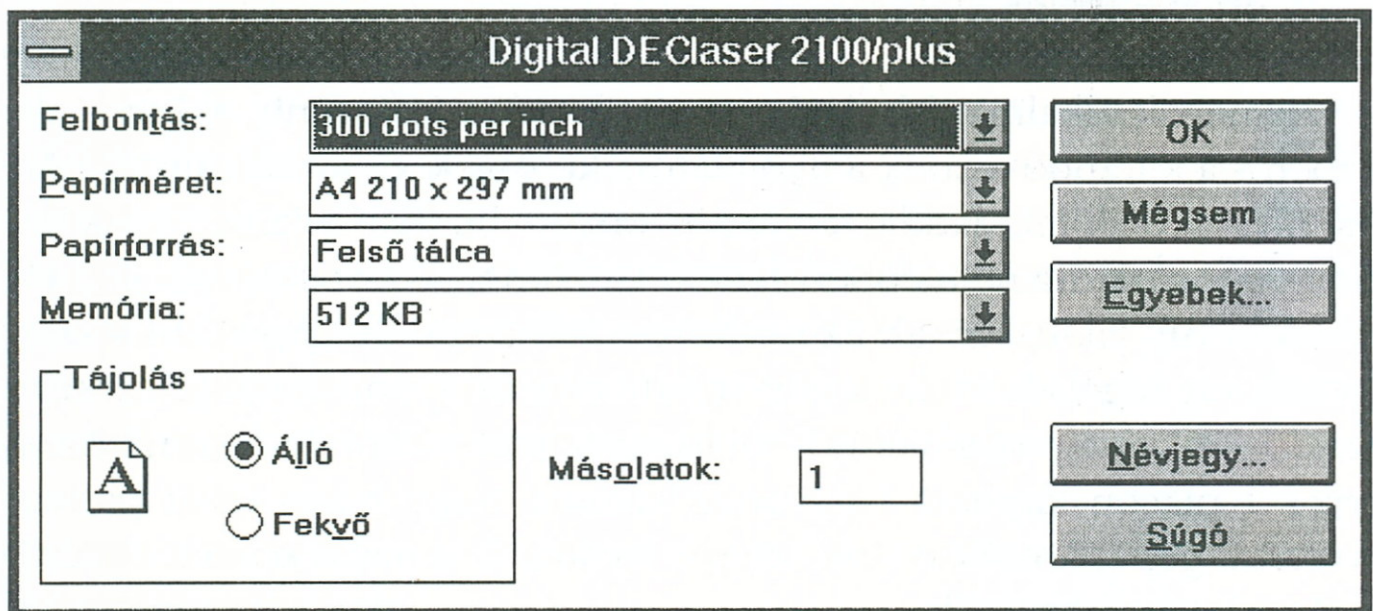 Digital DEClaser 2100/plus
Felbontás: 300 dots per inch OK
Papírméret: A4 210 x 297 mm Mégsem
Papírforrás: Felső tálca Egyebek...
Memória: 512 KB
Tájolás
A Álló Másolatok: 1 Névjegy...
Fekvő Súgó